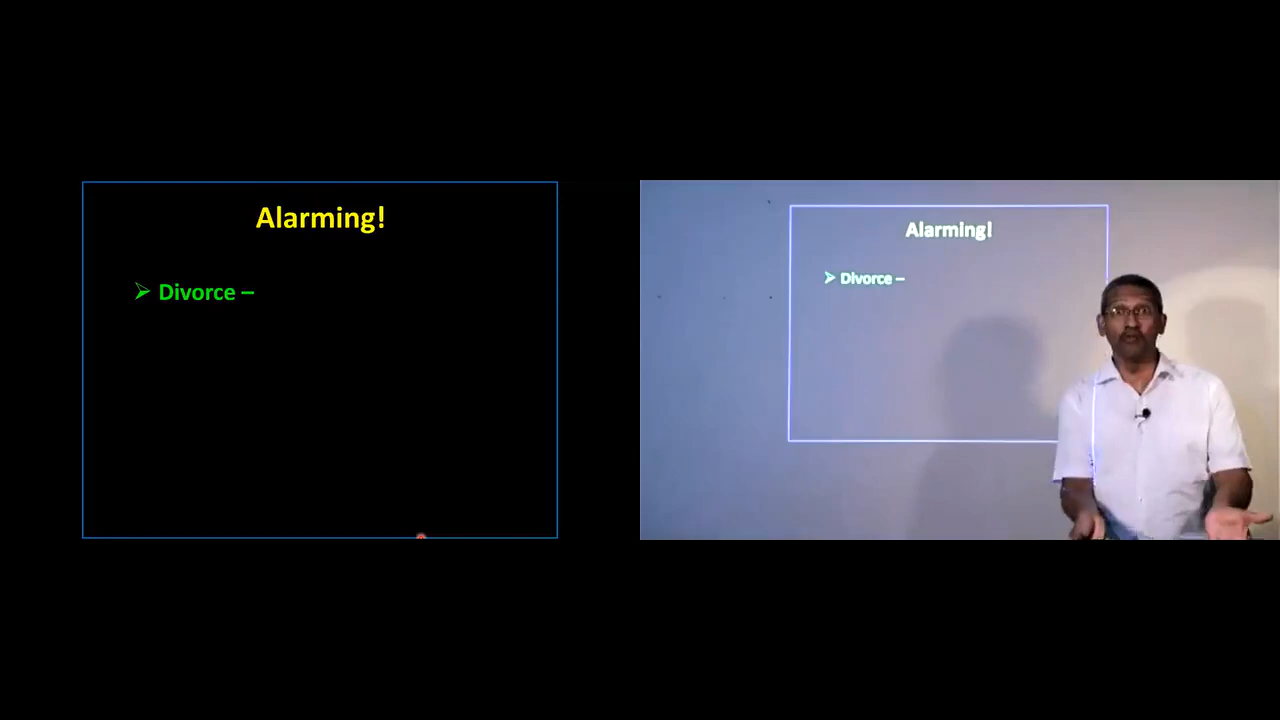 Alarming!
➢ Divorce –
Alarming!
➢ Divorce –